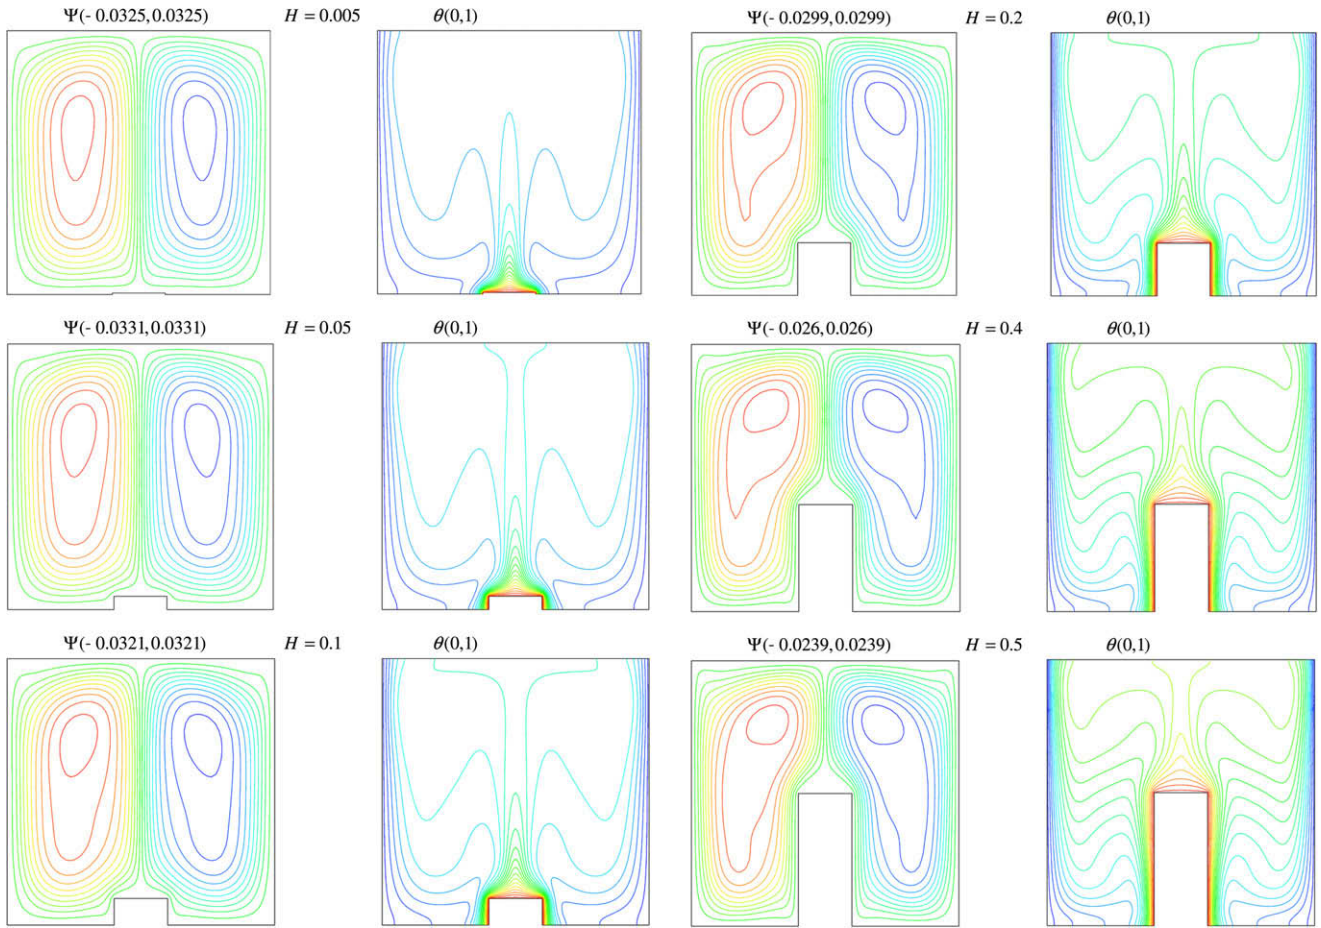 Ψ(- 0.0325, 0.0325) H = 0.005 θ(0,1)
Ψ(- 0.0299, 0.0299) H = 0.2 θ(0,1)
Ψ(- 0.0331, 0.0331) H = 0.05 θ(0,1)
Ψ(- 0.026, 0.026) H = 0.4 θ(0,1)
Ψ(- 0.0321, 0.0321) H = 0.1 θ(0,1)
Ψ(- 0.0239, 0.0239) H = 0.5 θ(0,1)